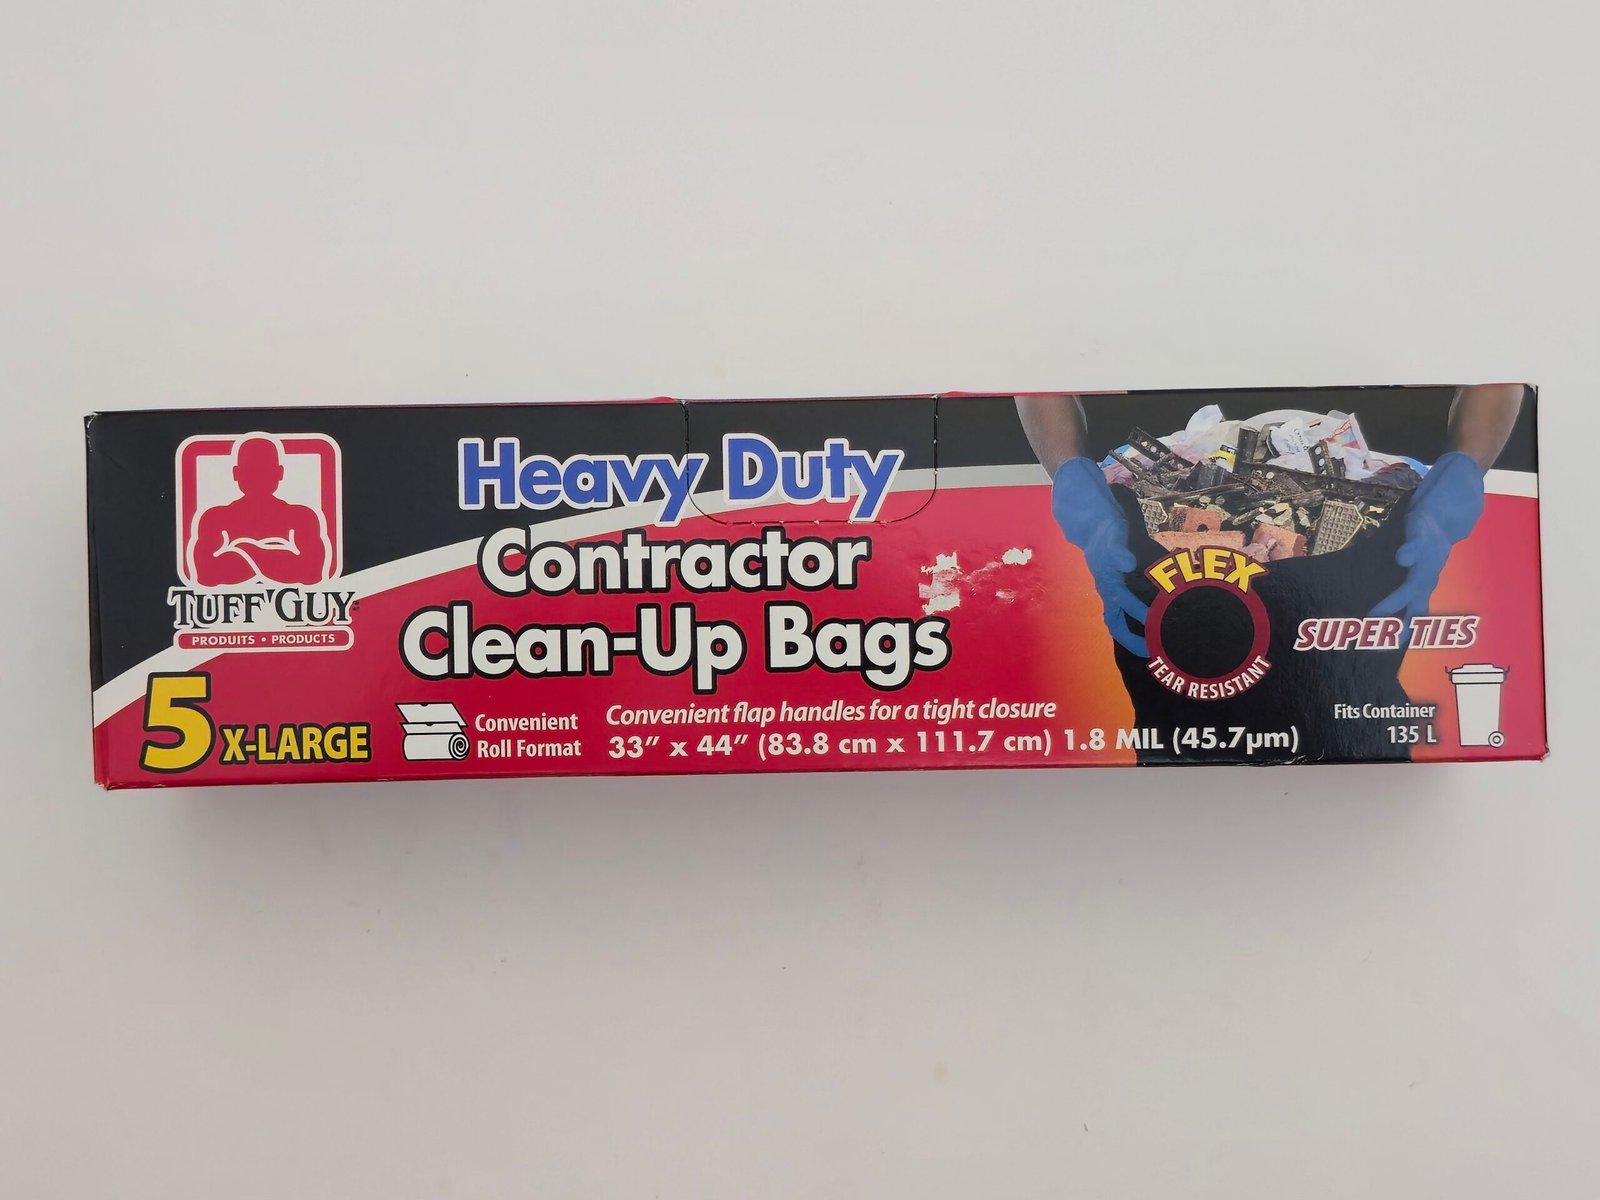 Heavy Duty
Contractor
Clean-Up Bags
TUFF GUY
PRODUITS • PRODUCTS
5 X-LARGE
Convenient
Roll Format
Convenient flap handles for a tight closure
33" x 44" (83.8 cm x 111.7 cm) 1.8 MIL (45.7µm)
FLEX
TEAR RESISTANT
SUPER TIES
Fits Container
135 L